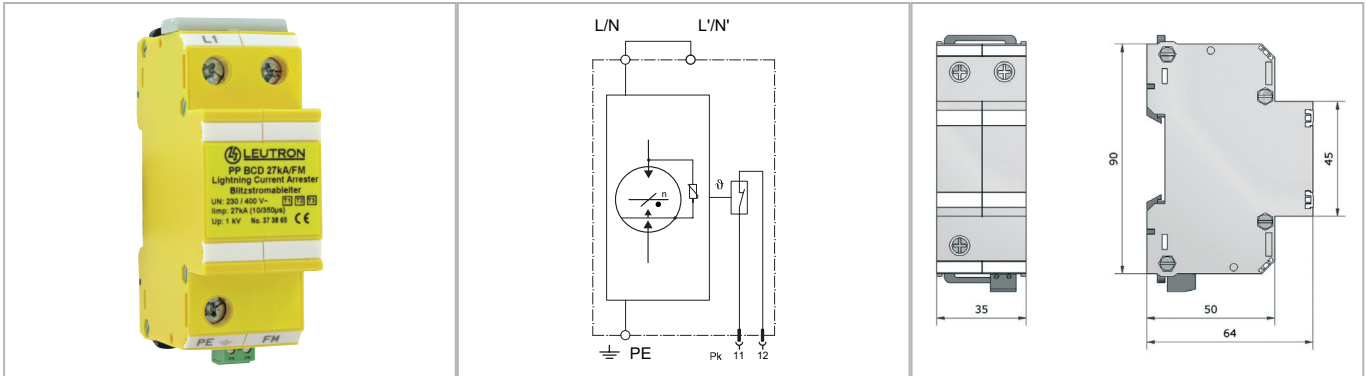 L1
LEUTRON
PP BCD 27kA/FM
Lightning Current Arrester
Blitzstromableiter
UN: 230 / 400 V~ T1 T2 T3
Iimp: 27kA (10/350µs)
Up: 1 kV No. 37 38 65 CE
PE FM
L/N L'/N'
n
ϑ
PE Pk 11 12
35
90
45
50
64